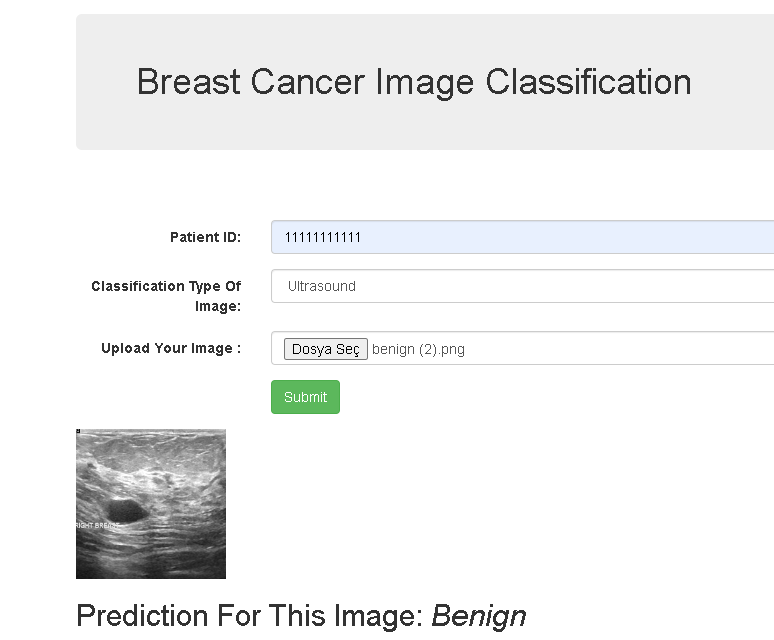 Breast Cancer Image Classification
Patient ID: 11111111111
Classification Type Of Image: Ultrasound
Upload Your Image : Dosya Seç benign (2).png
Submit
RIGHT BREAST
Prediction For This Image: Benign